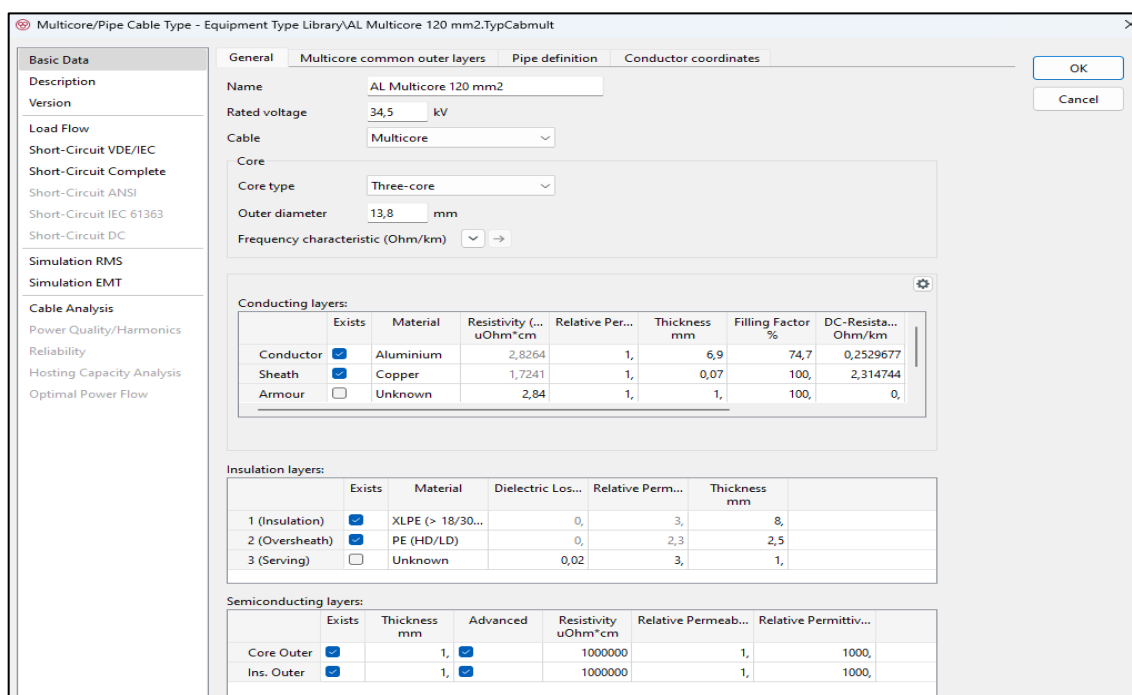 Multicore/Pipe Cable Type - Equipment Type Library\AL Multicore 120 mm2.TypCabmult
Basic Data
Description
Version
Load Flow
Short-Circuit VDE/IEC
Short-Circuit Complete
Short-Circuit ANSI
Short-Circuit IEC 61363
Short-Circuit DC
Simulation RMS
Simulation EMT
Cable Analysis
Power Quality/Harmonics
Reliability
Hosting Capacity Analysis
Optimal Power Flow
General Multicore common outer layers Pipe definition Conductor coordinates
OK
Cancel
Name AL Multicore 120 mm2
Rated voltage 34,5 kV
Cable Multicore
Core
Core type Three-core
Outer diameter 13,8 mm
Frequency characteristic (Ohm/km)
Conducting layers:
Exists Material Resistivity (... Relative Per... Thickness Filling Factor DC-Resista...
uOhm*cm mm % Ohm/km
Conductor Aluminium 2,8264 1, 6,9 74,7 0,2529677
Sheath Copper 1,7241 1, 0,07 100, 2,314744
Armour Unknown 2,84 1, 1, 100, 0,
Insulation layers:
Exists Material Dielectric Los... Relative Perm... Thickness
mm
1 (Insulation) XLPE (> 18/30... 0, 3, 8,
2 (Oversheath) PE (HD/LD) 0, 2,3 2,5
3 (Serving) Unknown 0,02 3, 1,
Semiconducting layers:
Exists Thickness Advanced Resistivity Relative Permeab... Relative Permittiv...
mm uOhm*cm
Core Outer 1, 1000000 1, 1000,
Ins. Outer 1, 1000000 1, 1000,